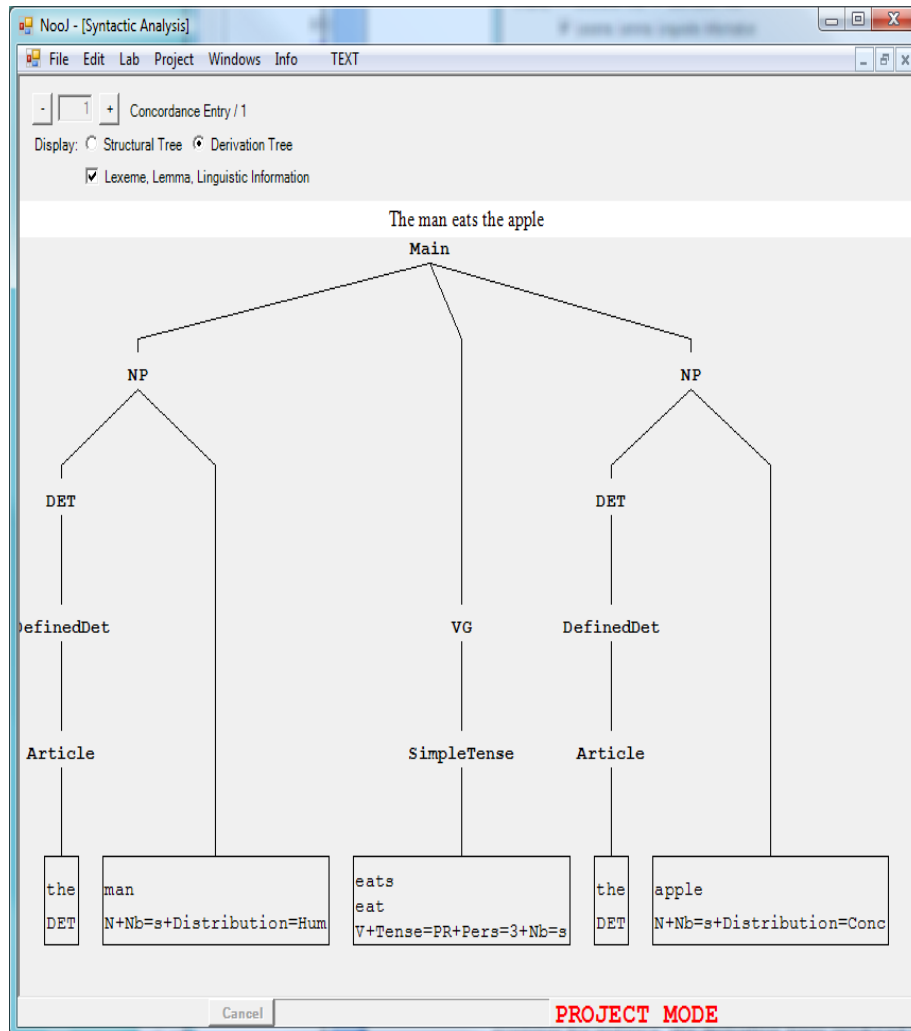 NooJ - [Syntactic Analysis]
File Edit Lab Project Windows Info TEXT
- 1 + Concordance Entry / 1
Display: Structural Tree Derivation Tree
Lexeme, Lemma, Linguistic Information
The man eats the apple
Main
NP NP
DET DET
DefinedDet VG DefinedDet
Article SimpleTense Article
the man eats the apple
eat
DET N+Nb=s+Distribution=Hum V+Tense=PR+Pers=3+Nb=s DET N+Nb=s+Distribution=Conc
Cancel PROJECT MODE